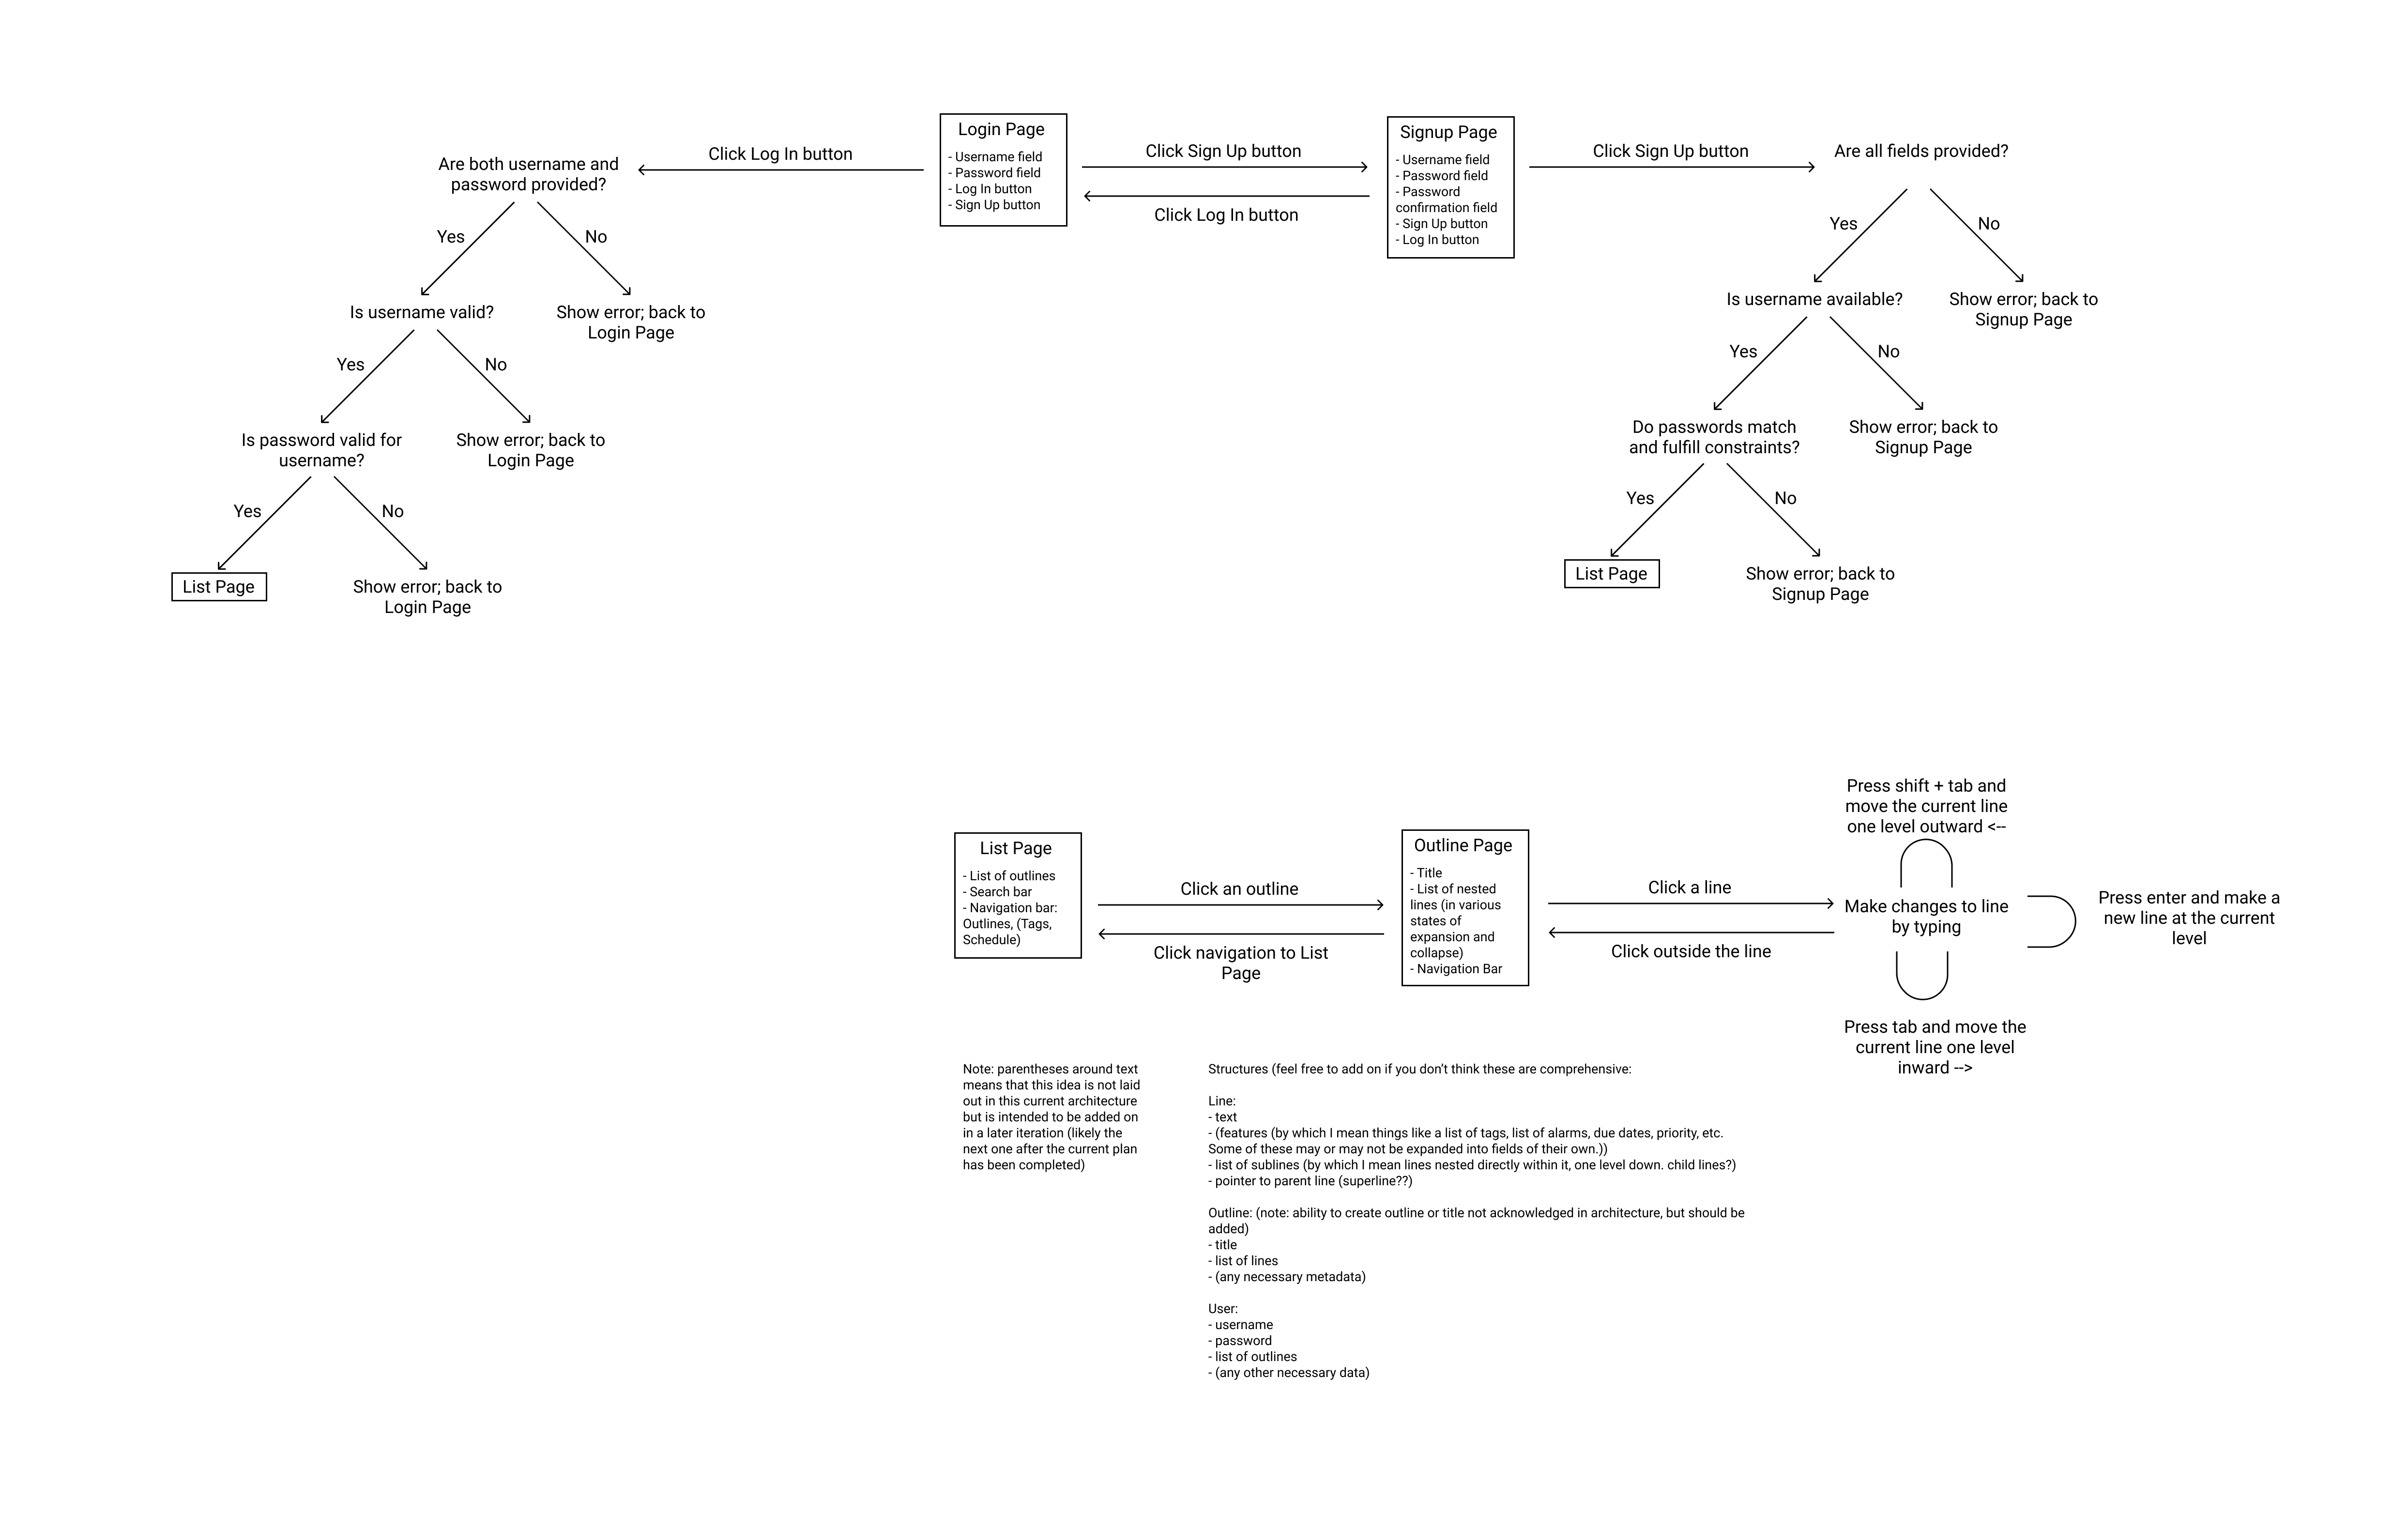 Login Page
- Username field
- Password field
- Log In button
- Sign Up button
Click Log In button
Are both username and
password provided?
Yes
No
Is username valid?
Show error; back to
Login Page
Yes
No
Is password valid for
username?
Show error; back to
Login Page
Yes
No
List Page
Show error; back to
Login Page
Click Sign Up button
Click Log In button
Signup Page
- Username field
- Password field
- Password
confirmation field
- Sign Up button
- Log In button
Click Sign Up button
Are all fields provided?
Yes
No
Is username available?
Show error; back to
Signup Page
Yes
No
Do passwords match
and fulfill constraints?
Show error; back to
Signup Page
Yes
No
List Page
Show error; back to
Signup Page
List Page
- List of outlines
- Search bar
- Navigation bar:
Outlines, (Tags,
Schedule)
Click an outline
Click navigation to List
Page
Outline Page
- Title
- List of nested
lines (in various
states of
expansion and
collapse)
- Navigation Bar
Click a line
Click outside the line
Press shift + tab and
move the current line
one level outward <--
Make changes to line
by typing
Press enter and make a
new line at the current
level
Press tab and move the
current line one level
inward -->
Note: parentheses around text
means that this idea is not laid
out in this current architecture
but is intended to be added on
in a later iteration (likely the
next one after the current plan
has been completed)
Structures (feel free to add on if you don't think these are comprehensive:
Line:
- text
- (features (by which I mean things like a list of tags, list of alarms, due dates, priority, etc.
Some of these may or may not be expanded into fields of their own.))
- list of sublines (by which I mean lines nested directly within it, one level down. child lines?)
- pointer to parent line (superline??)
Outline: (note: ability to create outline or title not acknowledged in architecture, but should be
added)
- title
- list of lines
- (any necessary metadata)
User:
- username
- password
- list of outlines
- (any other necessary data)